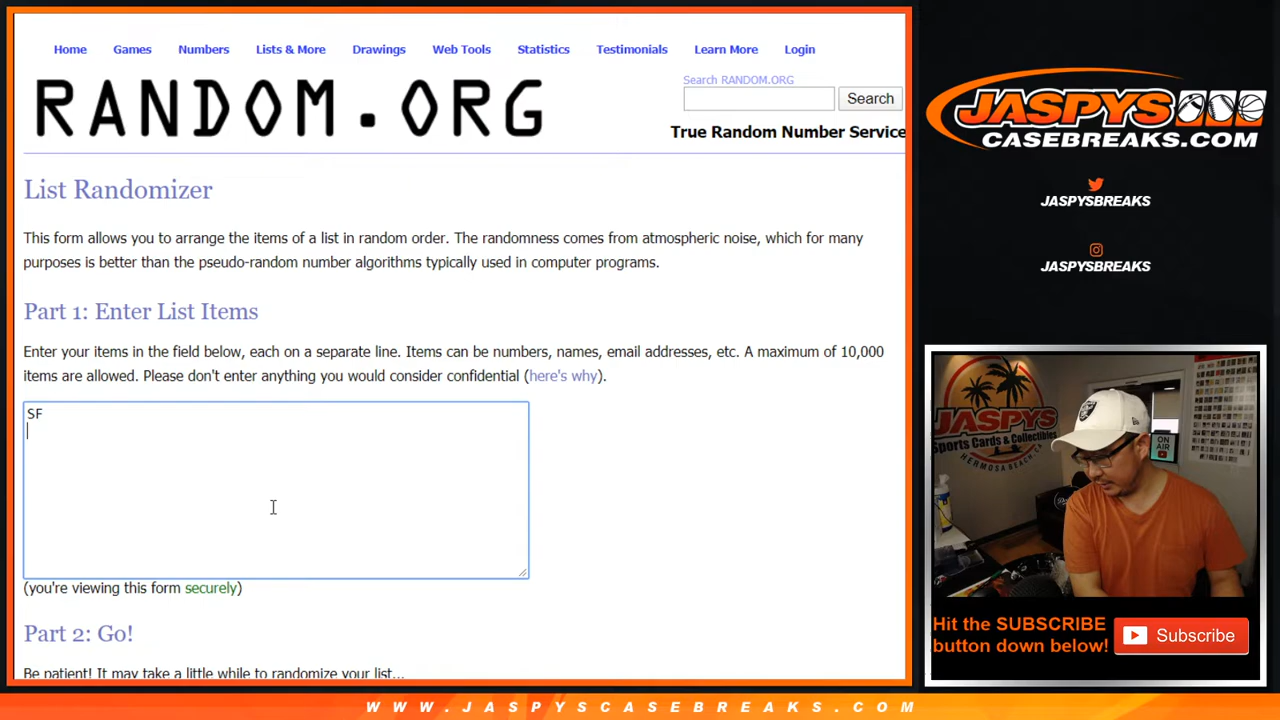 Home Games Numbers Lists & More Drawings Web Tools Statistics Testimonials Learn More Login
RANDOM.ORG
Search RANDOM.ORG
Search
True Random Number Service
List Randomizer
This form allows you to arrange the items of a list in random order. The randomness comes from atmospheric noise, which for many
purposes is better than the pseudo-random number algorithms typically used in computer programs.
Part 1: Enter List Items
Enter your items in the field below, each on a separate line. Items can be numbers, names, email addresses, etc. A maximum of 10,000
items are allowed. Please don't enter anything you would consider confidential (here's why).
SF
(you're viewing this form securely)
Part 2: Go!
Be patient! It may take a little while to randomize your list...
JASPYS
CASEBREAKS.COM
JASPYSBREAKS
JASPYSBREAKS
JASPYS
Sports Cards & Collectibles
HERMOSA BEACH, CA
ON
AIR
Hit the SUBSCRIBE
button down below!
Subscribe
WWW.JASPYSCASEBREAKS.COM